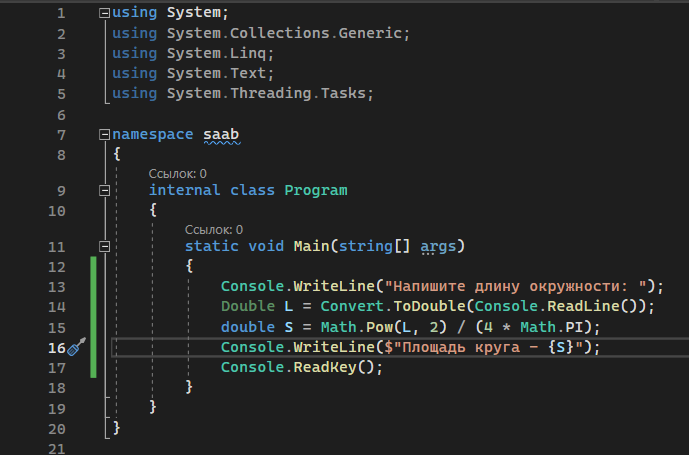 1 using System;
2 using System.Collections.Generic;
3 using System.Linq;
4 using System.Text;
5 using System.Threading.Tasks;
6
7 namespace saab
8 {
Ссылок: 0
9 internal class Program
10 {
Ссылок: 0
11 static void Main(string[] args)
12 {
13 Console.WriteLine("Напишите длину окружности: ");
14 Double L = Convert.ToDouble(Console.ReadLine());
15 double S = Math.Pow(L, 2) / (4 * Math.PI);
16 Console.WriteLine($"Площадь круга - {S}");
17 Console.ReadKey();
18 }
19 }
20 }
21